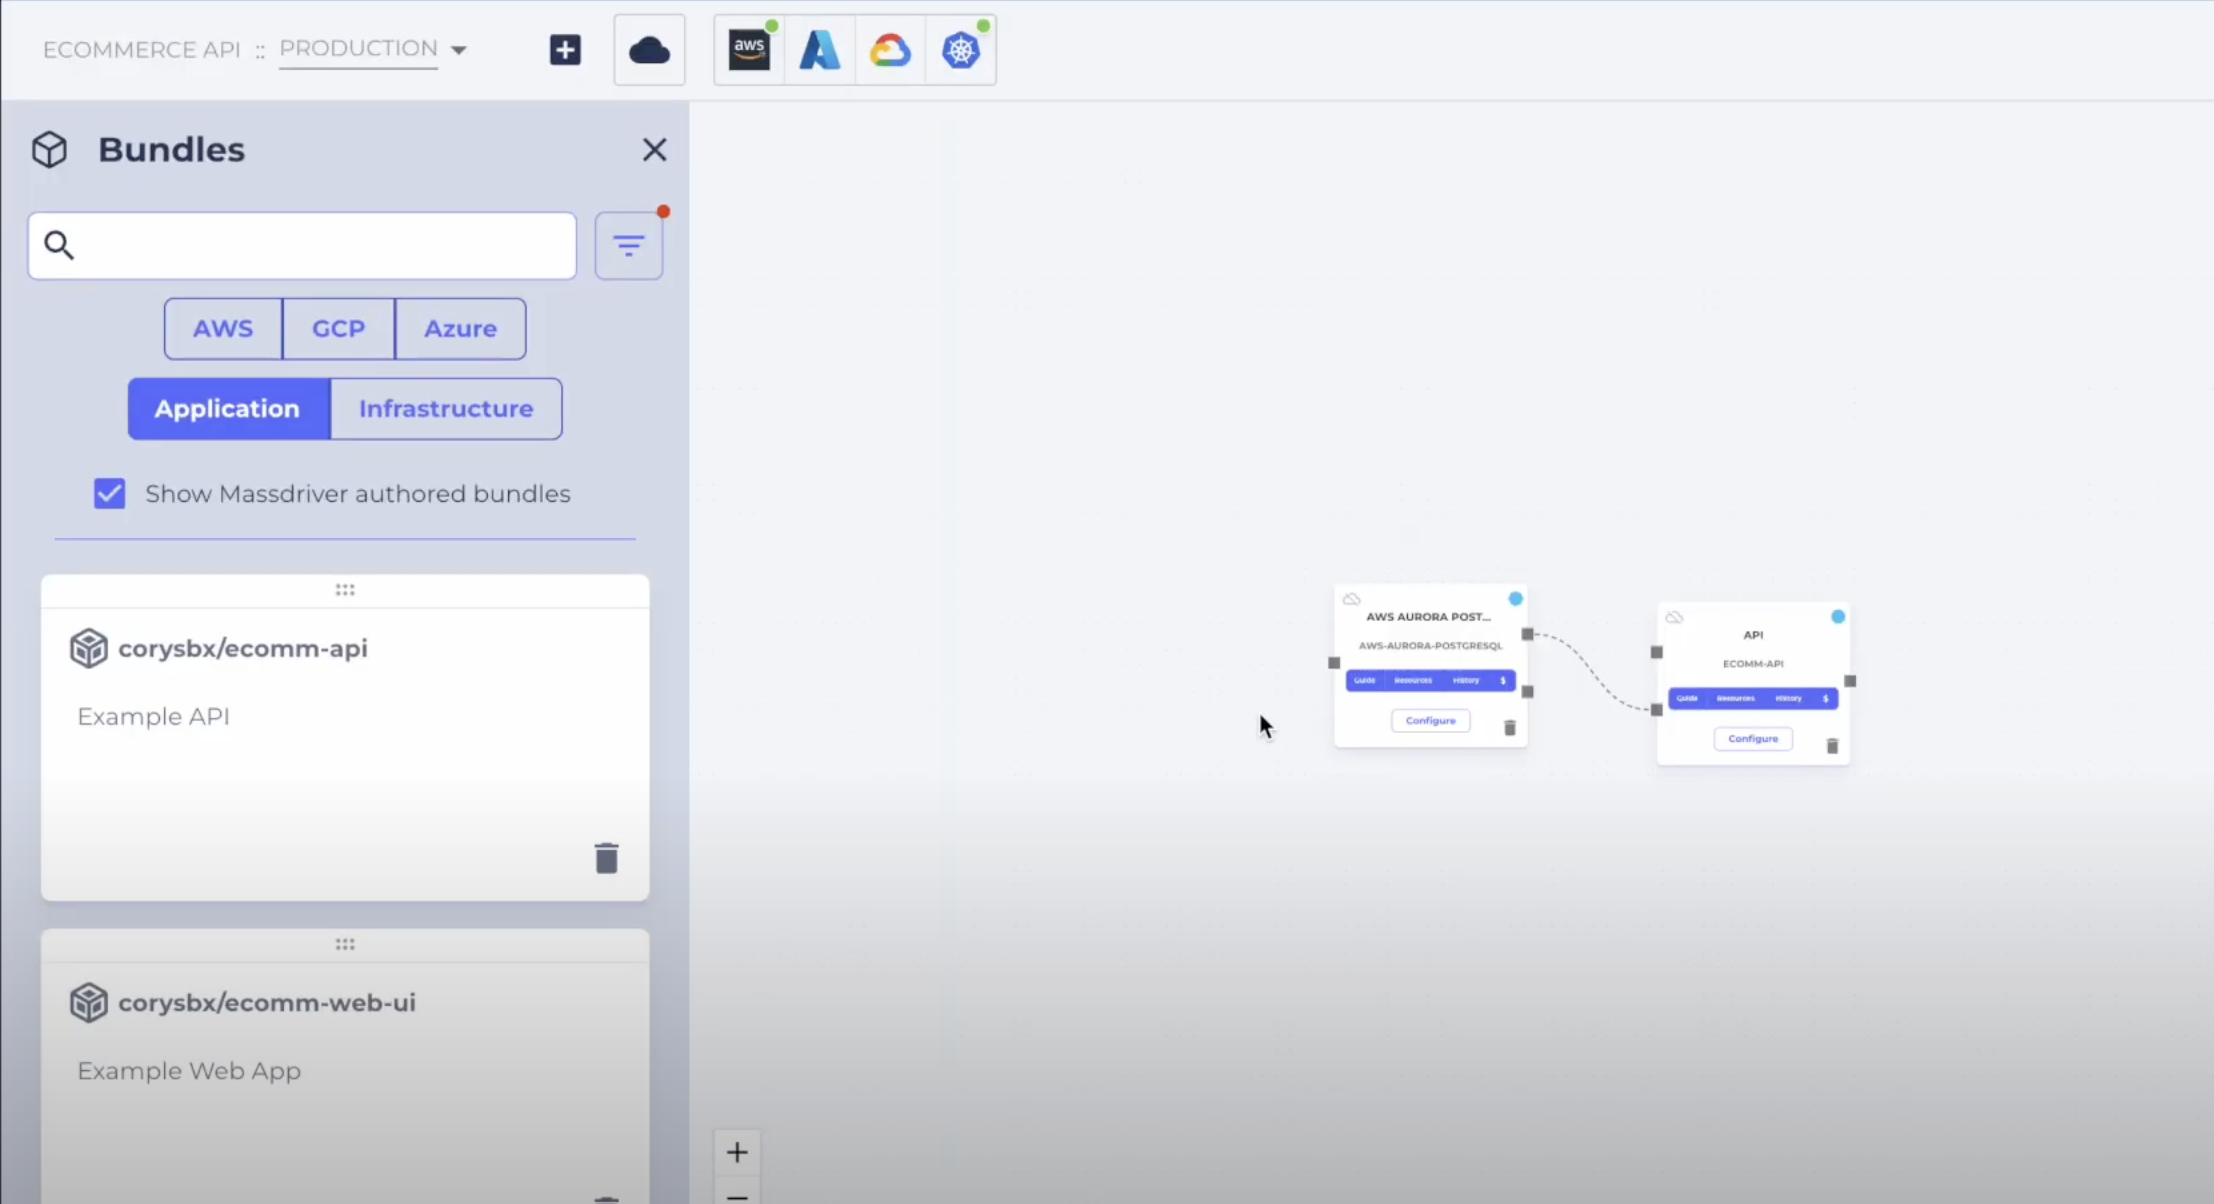 ECOMMERCE API :: PRODUCTION
aws
Bundles
AWS GCP Azure
Application Infrastructure
Show Massdriver authored bundles
corysbx/ecomm-api
Example API
corysbx/ecomm-web-ui
Example Web App
AWS AURORA POST...
AWS-AURORA-POSTGRESQL
Guide Resources History $
Configure
API
ECOMM-API
Guide Resources History $
Configure